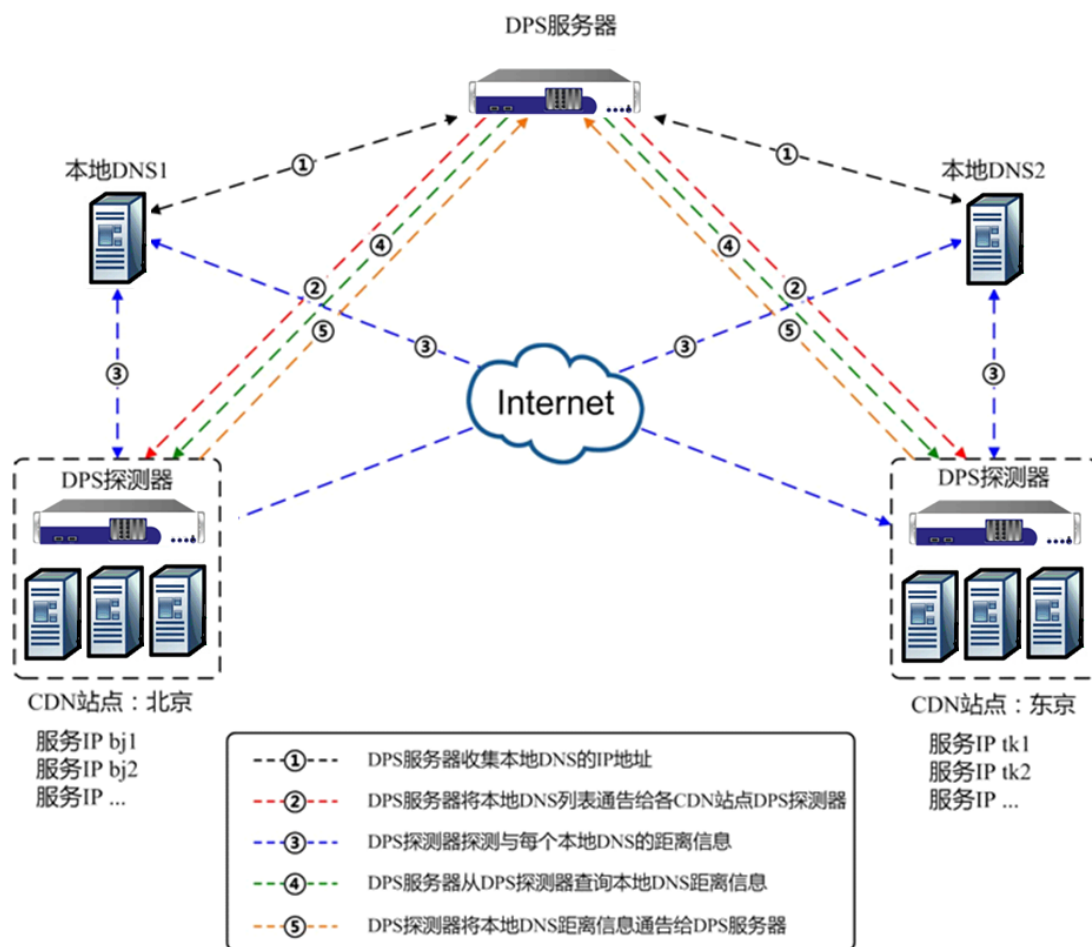 DPS服务器
①
①
本地DNS1
本地DNS2
④
④
②
②
⑤
⑤
③
③
③
③
Internet
DPS探测器
DPS探测器
CDN站点：北京
服务IP bj1
服务IP bj2
服务IP ...
CDN站点：东京
服务IP tk1
服务IP tk2
服务IP ...
① DPS服务器收集本地DNS的IP地址
② DPS服务器将本地DNS列表通告给各CDN站点DPS探测器
③ DPS探测器探测与每个本地DNS的距离信息
④ DPS服务器从DPS探测器查询本地DNS距离信息
⑤ DPS探测器将本地DNS距离信息通告给DPS服务器